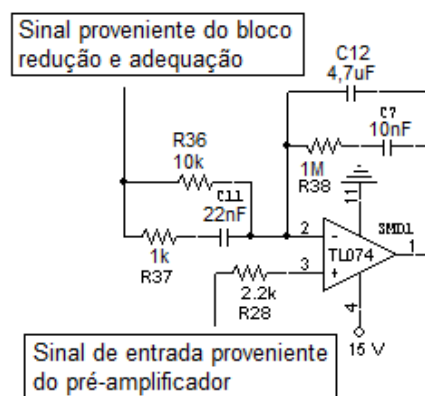 Sinal proveniente do bloco
redução e adequação
C12
4,7uF
C7
10nF
R36
10k
1M
R38
C11
22nF
11
SMD1
2
-
TL074
1
1k
R37
3
+
2.2k
R28
4
15 V
Sinal de entrada proveniente
do pré-amplificador